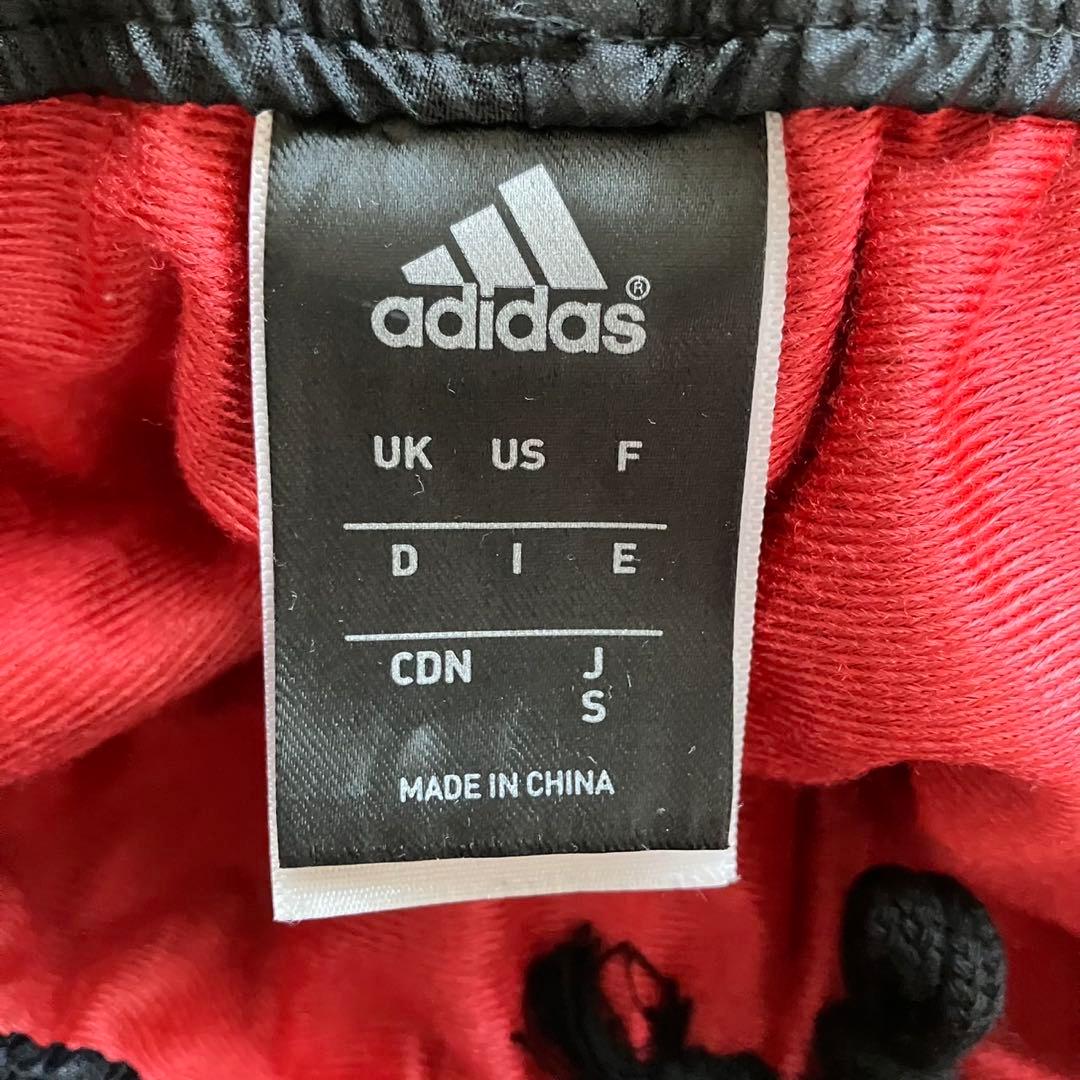 adidas®
UK US F
D I E
CDN J
S
MADE IN CHINA